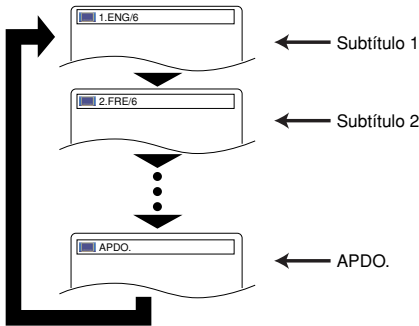 1.ENG/6
Subtítulo 1
2.FRE/6
Subtítulo 2
APDO.
APDO.